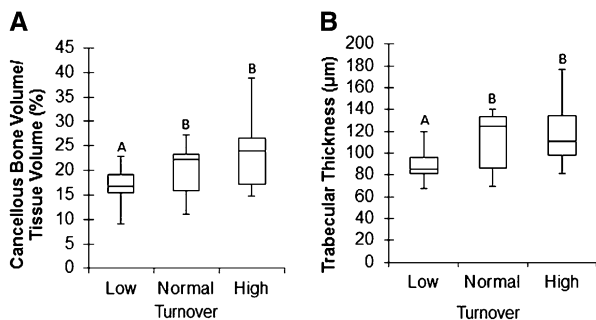 A
Cancellous Bone Volume/
Tissue Volume (%)
45
40
35
30
25
20
15
10
5
0
A
B
B
Low Normal High
Turnover
B
Trabecular Thickness (µm)
200
180
160
140
120
100
80
60
40
20
0
A
B
B
Low Normal High
Turnover